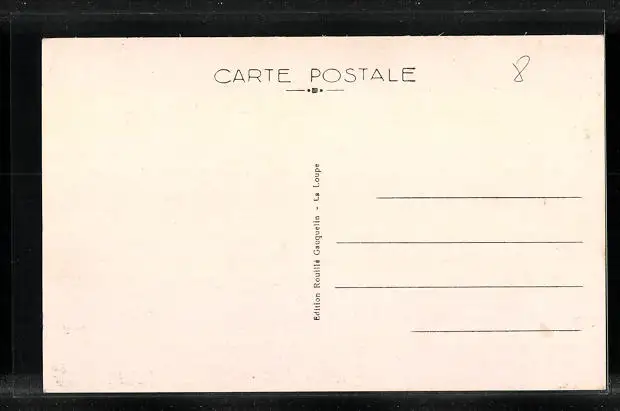 CARTE POSTALE
8
Edition Rouillé Gauquelin - La Loupe